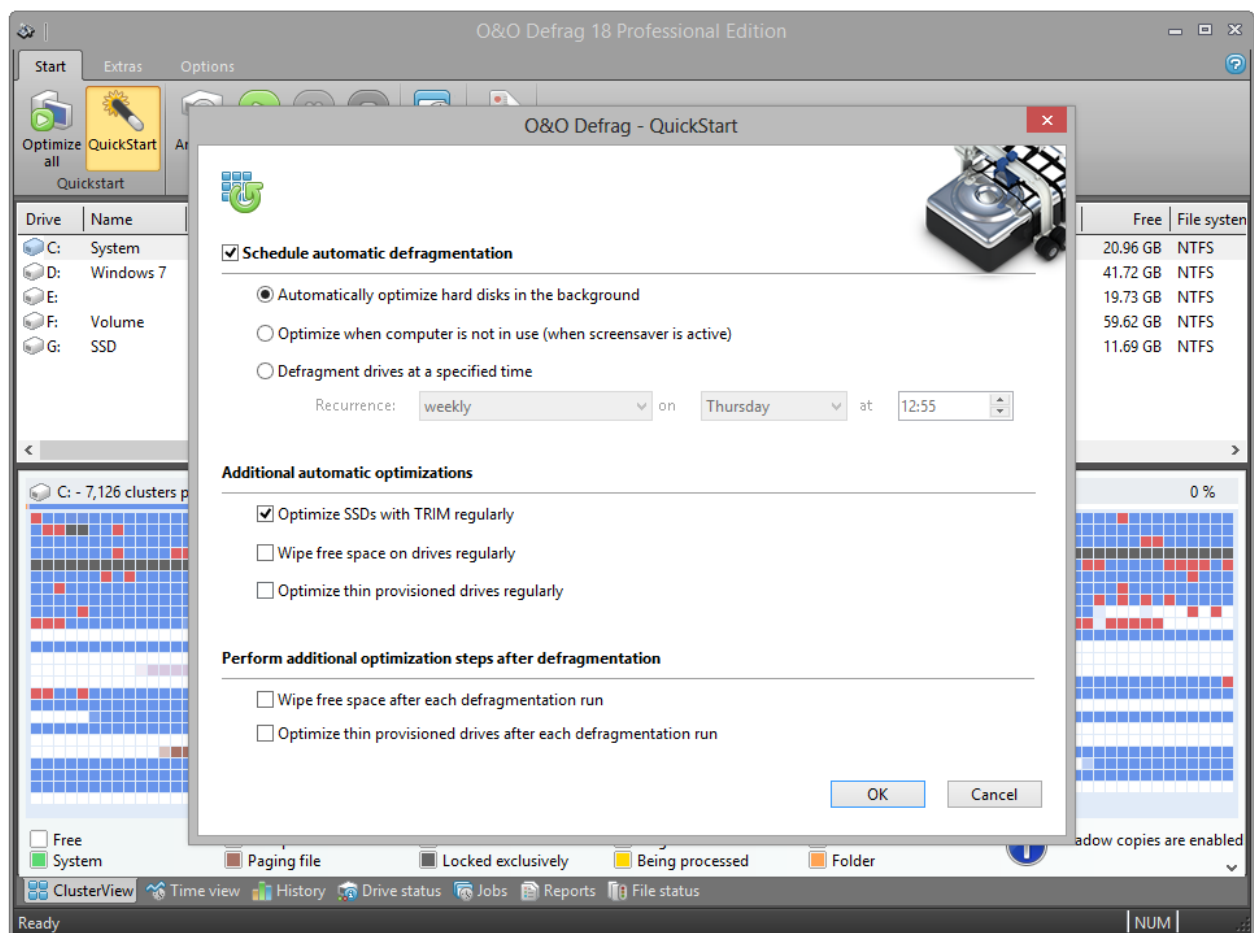 O&O Defrag 18 Professional Edition
Start Extras Options
Optimize all QuickStart
Quickstart
O&O Defrag - QuickStart
Drive Name Free File system
C: System 20.96 GB NTFS
D: Windows 7 41.72 GB NTFS
E: 19.73 GB NTFS
F: Volume 59.62 GB NTFS
G: SSD 11.69 GB NTFS
Schedule automatic defragmentation
Automatically optimize hard disks in the background
Optimize when computer is not in use (when screensaver is active)
Defragment drives at a specified time
Recurrence: weekly on Thursday at 12:55
Additional automatic optimizations
Optimize SSDs with TRIM regularly
Wipe free space on drives regularly
Optimize thin provisioned drives regularly
Perform additional optimization steps after defragmentation
Wipe free space after each defragmentation run
Optimize thin provisioned drives after each defragmentation run
OK Cancel
C: - 7,126 clusters p 0 %
Free adow copies are enabled
System Paging file Locked exclusively Being processed Folder
ClusterView Time view History Drive status Jobs Reports File status
Ready NUM